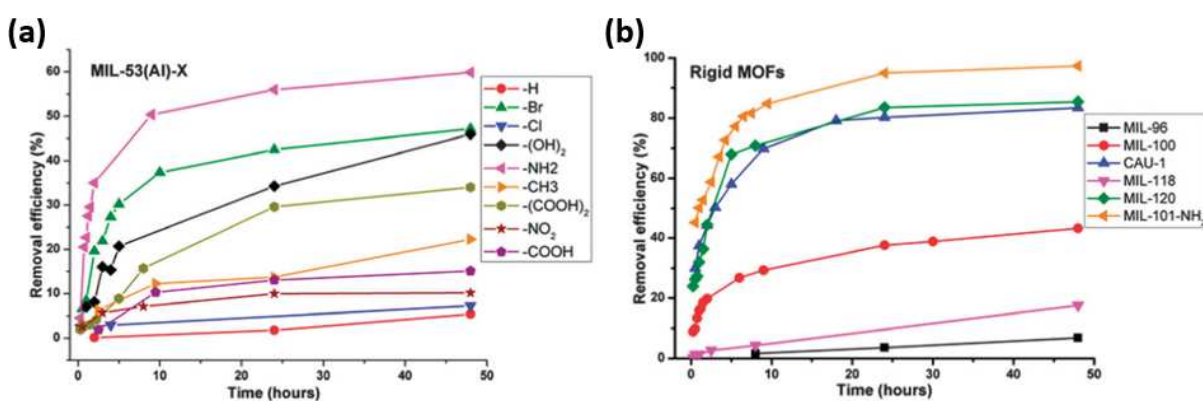 (a)
MIL-53(Al)-X
Removal efficiency (%)
60
50
40
30
20
10
0
0
10
20
30
40
50
Time (hours)
-H
-Br
-Cl
-(OH)2
-NH2
-CH3
-(COOH)2
-NO2
-COOH
(b)
Rigid MOFs
Removal efficiency (%)
100
80
60
40
20
0
0
10
20
30
40
50
Time (hours)
MIL-96
MIL-100
CAU-1
MIL-118
MIL-120
MIL-101-NH